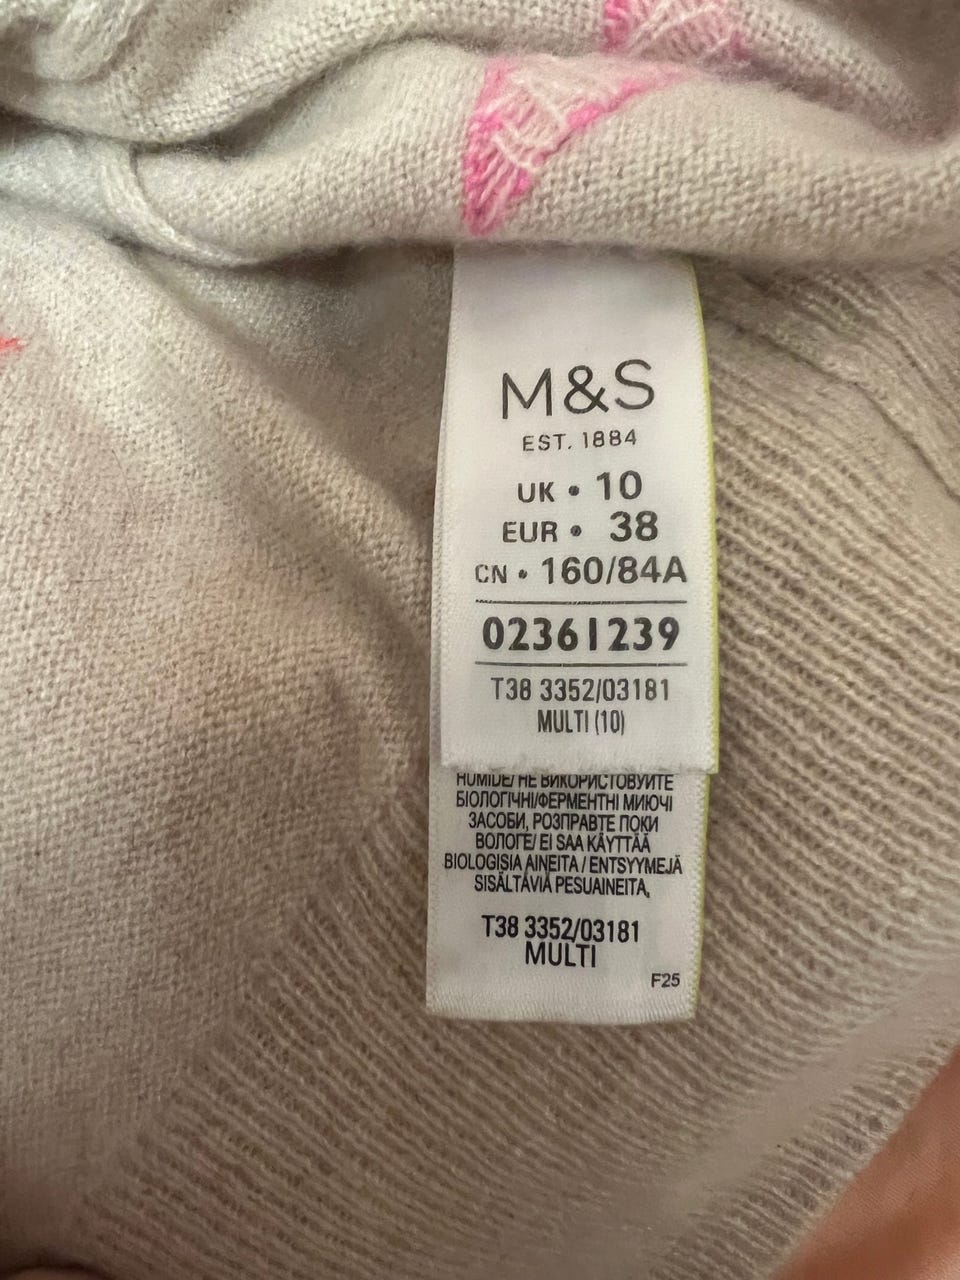 M&S
EST. 1884
UK • 10
EUR • 38
CN • 160/84A
02361239
T38 3352/03181
MULTI (10)
HUMIDE/ НЕ ВИКОРИСТОВУЙТЕ
БІОЛОГІЧНІ/ФЕРМЕНТНІ МИЮЧІ
ЗАСОБИ, РОЗПРАВТЕ ПОКИ
ВОЛОГЕ/ EI SAA KÄYTTÄÄ
BIOLOGISIA AINEITA / ENTSYYMEJÄ
SISÄLTÄVIÄ PESUAINEITA,
T38 3352/03181
MULTI
F25